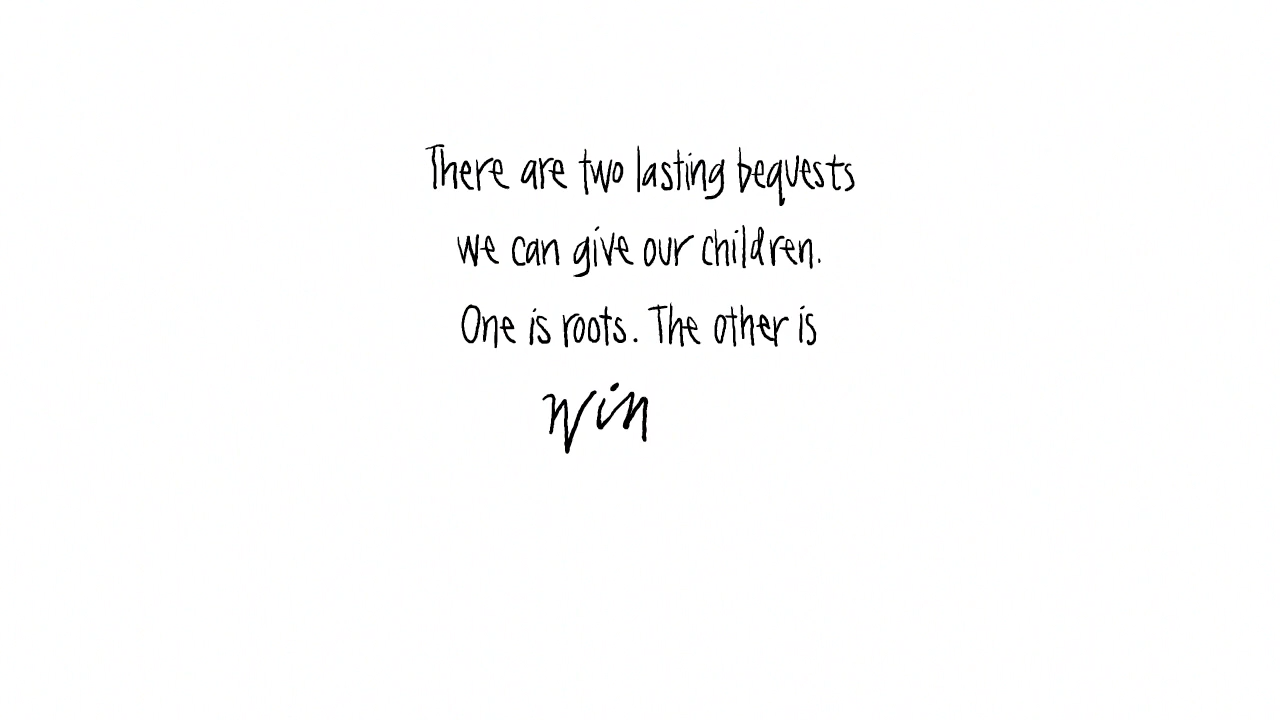 There are two lasting bequests
we can give our children.
One is roots. The other is
win